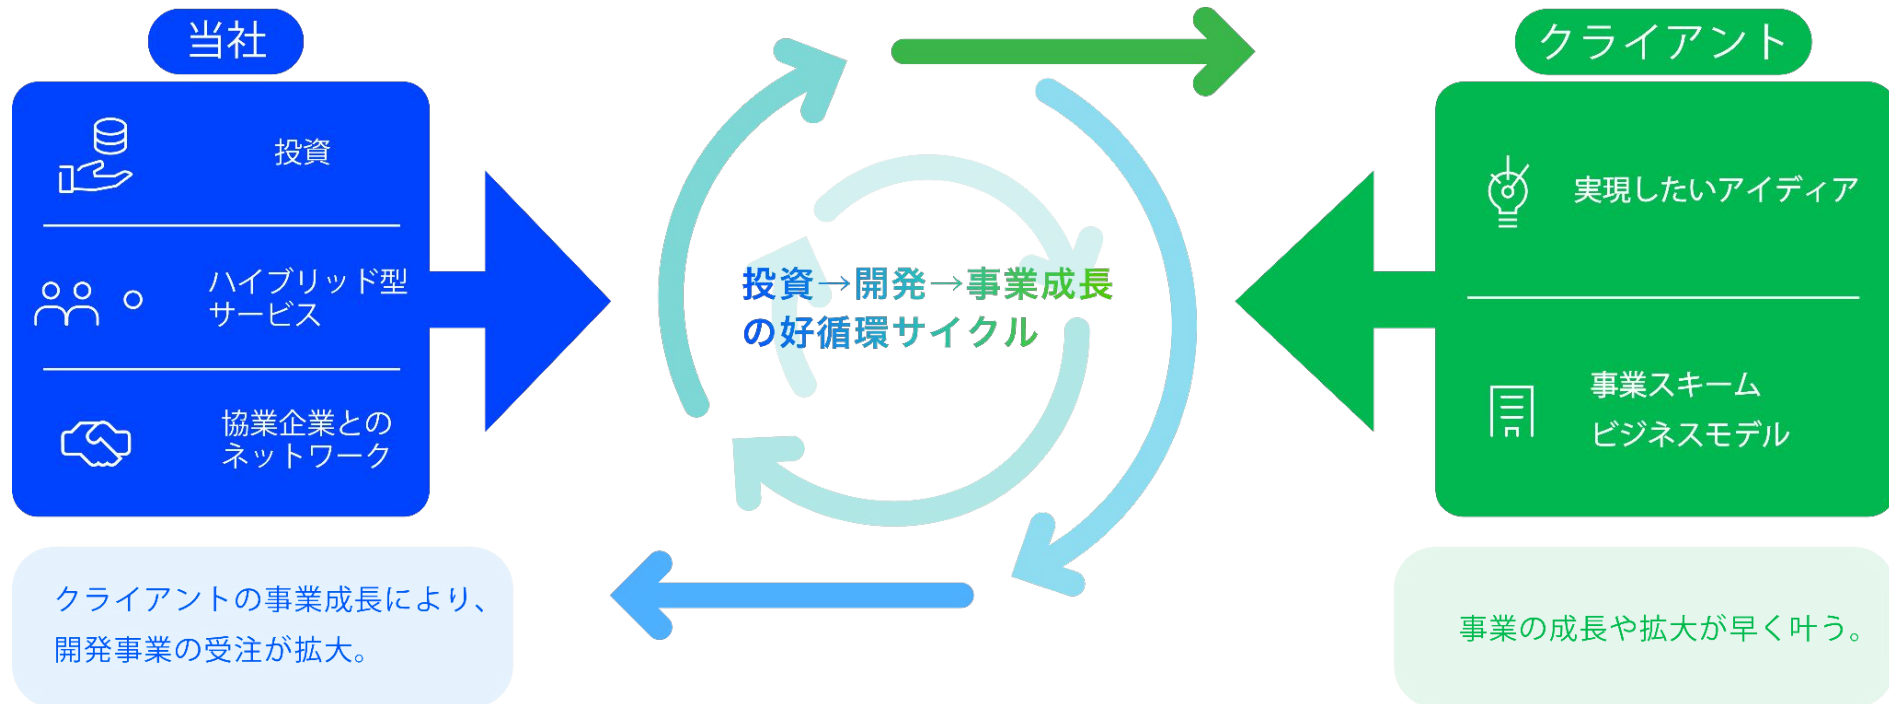 当社
投資
ハイブリッド型
サービス
協業企業との
ネットワーク
クライアントの事業成長により、
開発事業の受注が拡大。
投資→開発→事業成長
の好循環サイクル
クライアント
実現したいアイディア
事業スキーム
ビジネスモデル
事業の成長や拡大が早く叶う。